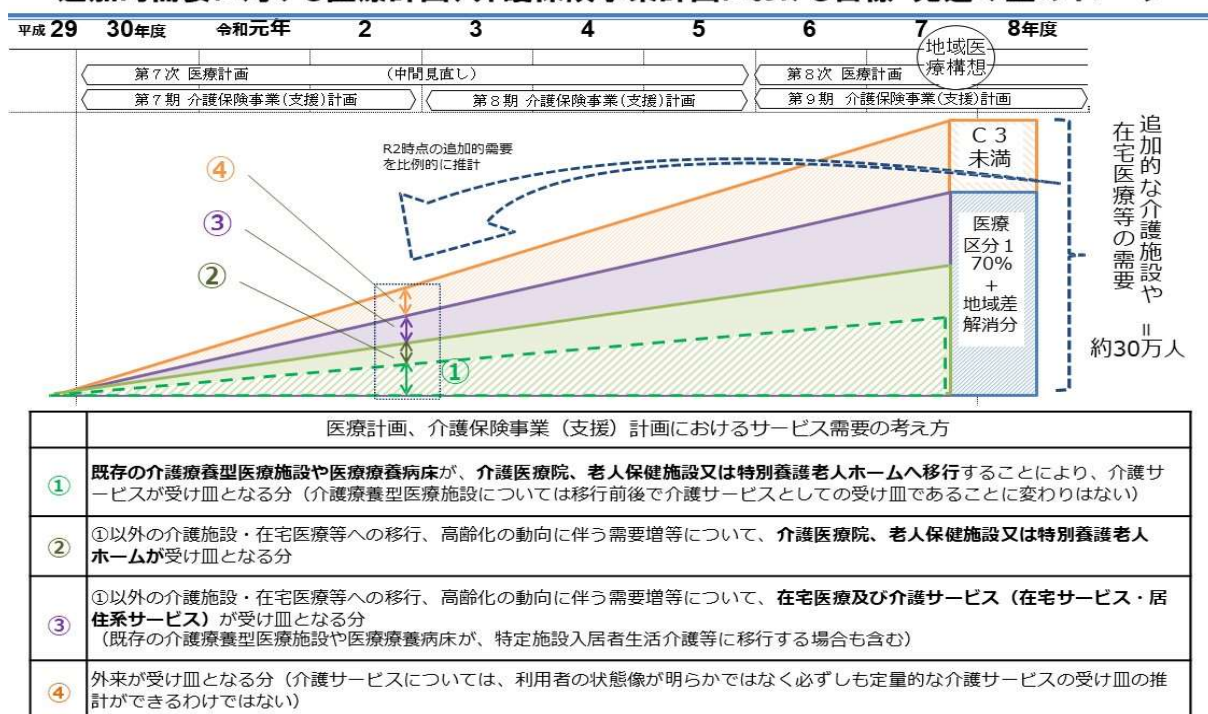 平成 29 30年度 令和元年 2 3 4 5 6 7 8年度
地域医療構想
第7次 医療計画 (中間見直し) 第8次 医療計画
第7期 介護保険事業(支援)計画 第8期 介護保険事業(支援)計画 第9期 介護保険事業(支援)計画
R2時点の追加的需要
を比例的に推計
④
③
②
①
C3
未満
医療
区分1
70%
+
地域差
解消分
追加的な介護施設や
在宅医療等の需要
=
約30万人
医療計画、介護保険事業(支援)計画におけるサービス需要の考え方
① 既存の介護療養型医療施設や医療療養病床が、介護医療院、老人保健施設又は特別養護老人ホームへ移行することにより、介護サ
ービスが受け皿となる分(介護療養型医療施設については移行前後で介護サービスとしての受け皿であることに変わりはない)
② ①以外の介護施設・在宅医療等への移行、高齢化の動向に伴う需要増等について、介護医療院、老人保健施設又は特別養護老人
ホームが受け皿となる分
③ ①以外の介護施設・在宅医療等への移行、高齢化の動向に伴う需要増等について、在宅医療及び介護サービス(在宅サービス・居
住系サービス)が受け皿となる分
(既存の介護療養型医療施設や医療療養病床が、特定施設入居者生活介護等に移行する場合も含む)
④ 外来が受け皿となる分(介護サービスについては、利用者の状態像が明らかではなく必ずしも定量的な介護サービスの受け皿の推
計ができるわけではない)